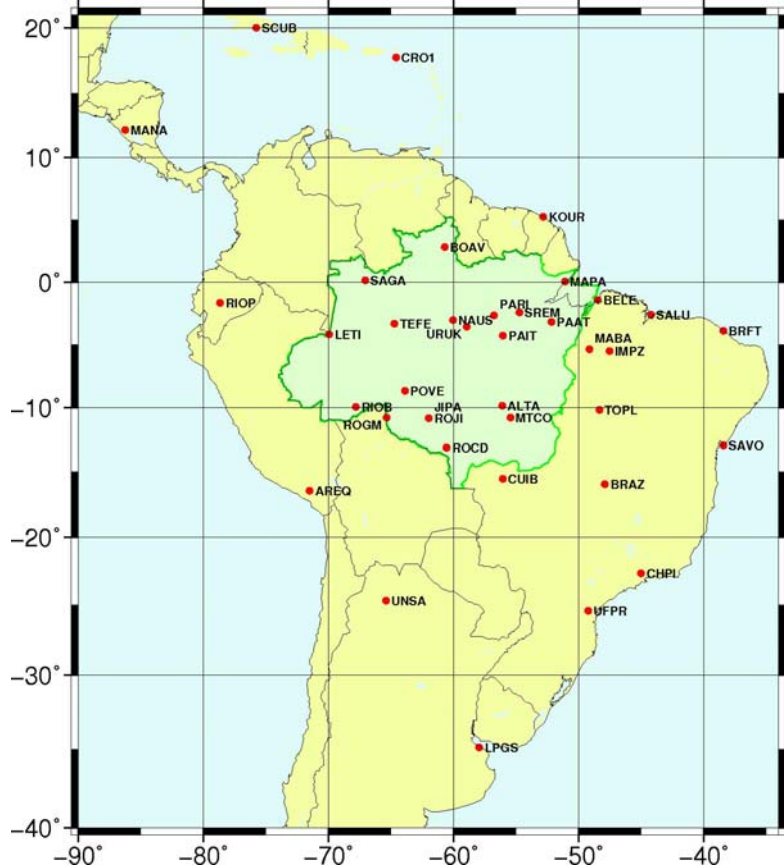 20°
SCUB
CRO1
MANA
10°
KOUR
BOAV
0°
SAGA
MAPA
RIOP
BELE
PARI
SREM
SALU
TEFE
NAUS
PAAT
URUK
BRFT
LETI
PAIT
MABA
IMPZ
POVE
−10°
RIOB
JIPA
ALTA
TOPL
ROGM
ROJI
MTCO
ROCD
SAVO
CUIB
AREQ
BRAZ
−20°
CHPI
UNSA
UFPR
−30°
LPGS
−40°
−90° −80° −70° −60° −50° −40°